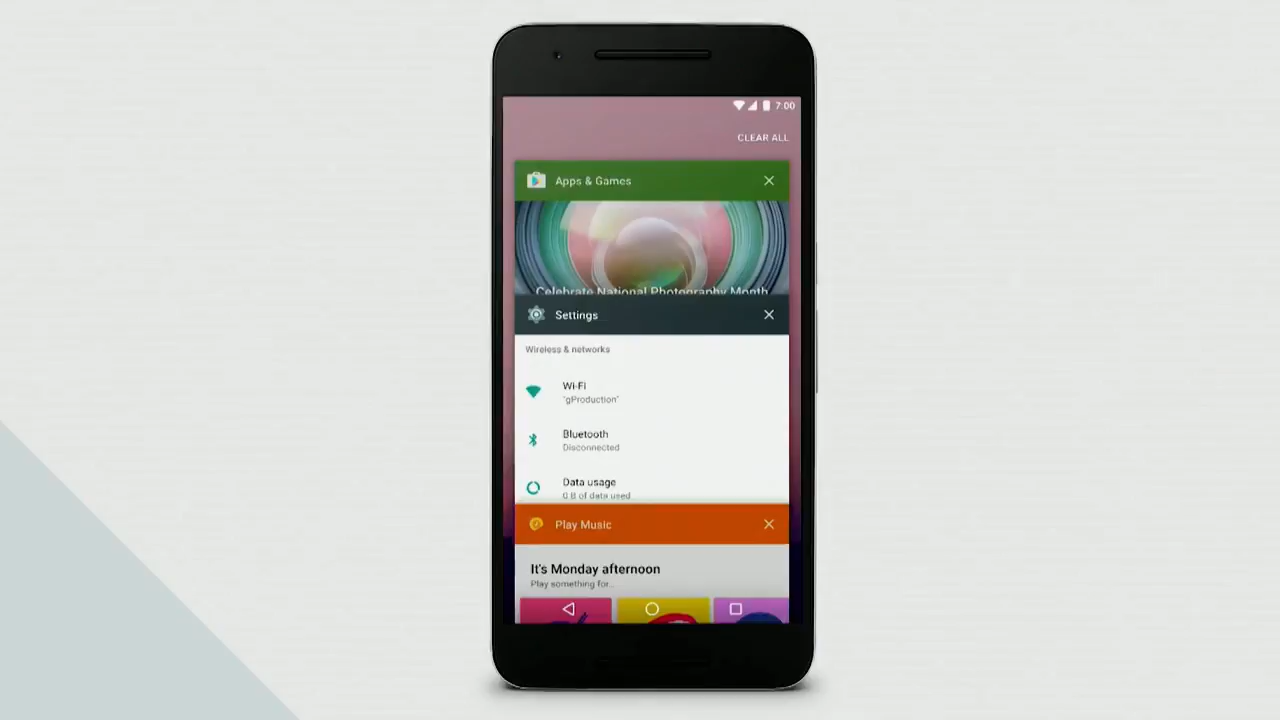 7:00
CLEAR ALL
Apps & Games
Celebrate National Photography Month
Settings
Wireless & networks
Wi-Fi
"gProduction"
Bluetooth
Disconnected
Data usage
0 B of data used
Play Music
It's Monday afternoon
Play something for...